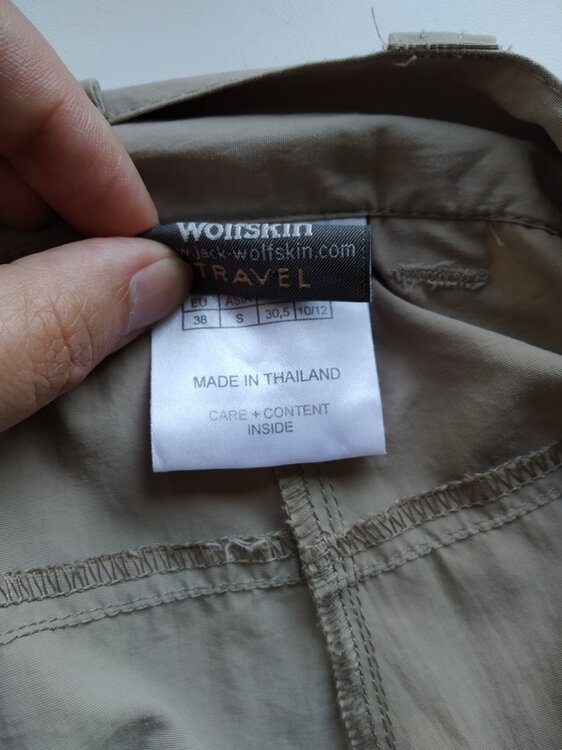 Wolfskin
jack-wolfskin.com
TRAVEL
EU ASIA
38 S 30,5 10/12
MADE IN THAILAND
CARE + CONTENT
INSIDE